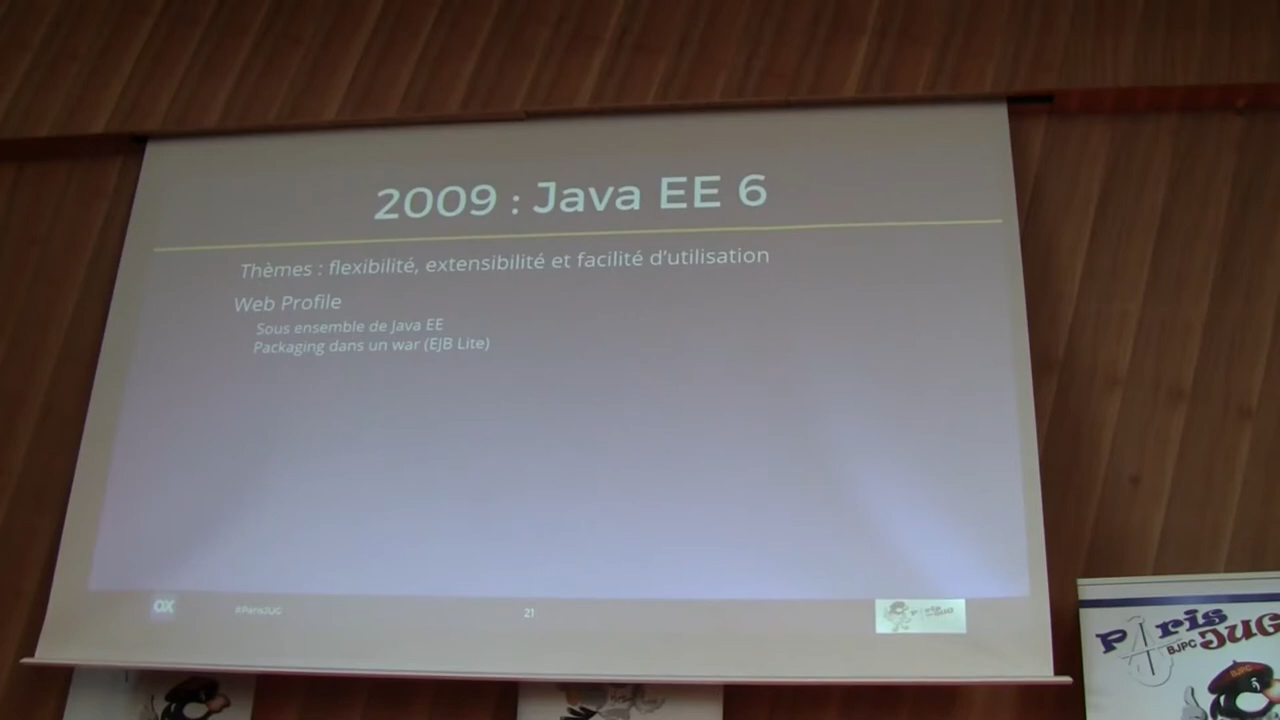 2009 : Java EE 6
Thèmes : flexibilité, extensibilité et facilité d'utilisation
Web Profile
Sous ensemble de Java EE
Packaging dans un war (EJB Lite)
#ParisJUG
21
Paris
BJPC JUG
BJPC